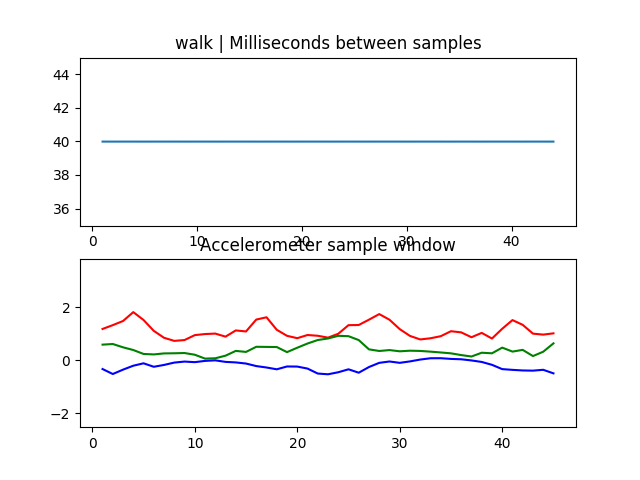 walk | Milliseconds between samples
44
42
40
38
36
0 10 20 30 40
Accelerometer sample window
2
0
−2
0 10 20 30 40